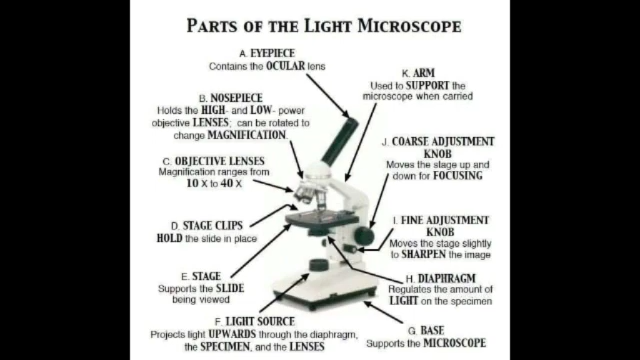 PARTS OF THE LIGHT MICROSCOPE
A. EYEPIECE
Contains the OCULAR lens
K. ARM
Used to SUPPORT the
microscope when carried
B. NOSEPIECE
Holds the HIGH- and LOW- power
objective LENSES; can be rotated to
change MAGNIFICATION.
J. COARSE ADJUSTMENT
KNOB
Moves the stage up and
down for FOCUSING
C. OBJECTIVE LENSES
Magnification ranges from
10 X to 40 X
D. STAGE CLIPS
HOLD the slide in place
I. FINE ADJUSTMENT
KNOB
Moves the stage slightly
to SHARPEN the image
E. STAGE
Supports the SLIDE
being viewed
H. DIAPHRAGM
Regulates the amount of
LIGHT on the specimen
F. LIGHT SOURCE
Projects light UPWARDS through the diaphragm,
the SPECIMEN, and the LENSES
G. BASE
Supports the MICROSCOPE